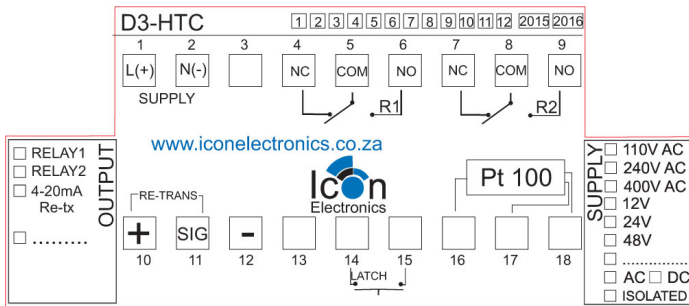 D3-HTC 1 2 3 4 5 6 7 8 9 10 11 12 2015 2016
1 2 3 4 5 6 7 8 9
L(+) N(-) NC COM NO NC COM NO
SUPPLY R1 R2
www.iconelectronics.co.za
OUTPUT
RELAY1
RELAY2
4-20mA
Re-tx
.........
RE-TRANS
Icon
Electronics
Pt 100
+ SIG -
10 11 12 13 14 15 16 17 18
LATCH
SUPPLY
110V AC
240V AC
400V AC
12V
24V
48V
...............
AC DC
ISOLATED